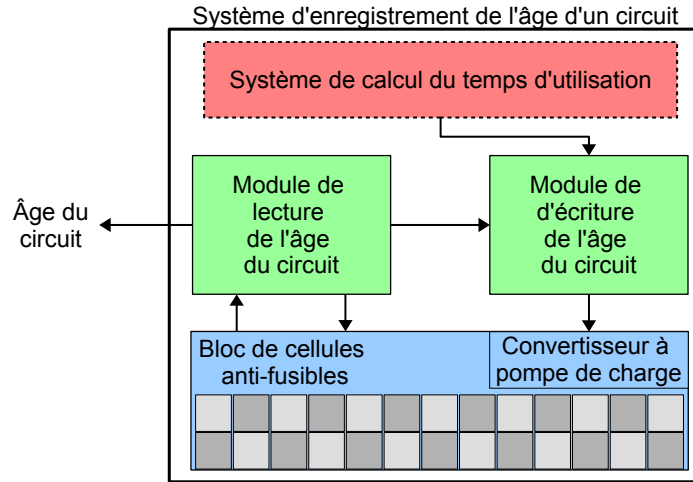 Système d'enregistrement de l'âge d'un circuit
Système de calcul du temps d'utilisation
Âge du
circuit
Module de
lecture
de l'âge
du circuit
Module de
d'écriture
de l'âge
du circuit
Bloc de cellules
anti-fusibles
Convertisseur à
pompe de charge